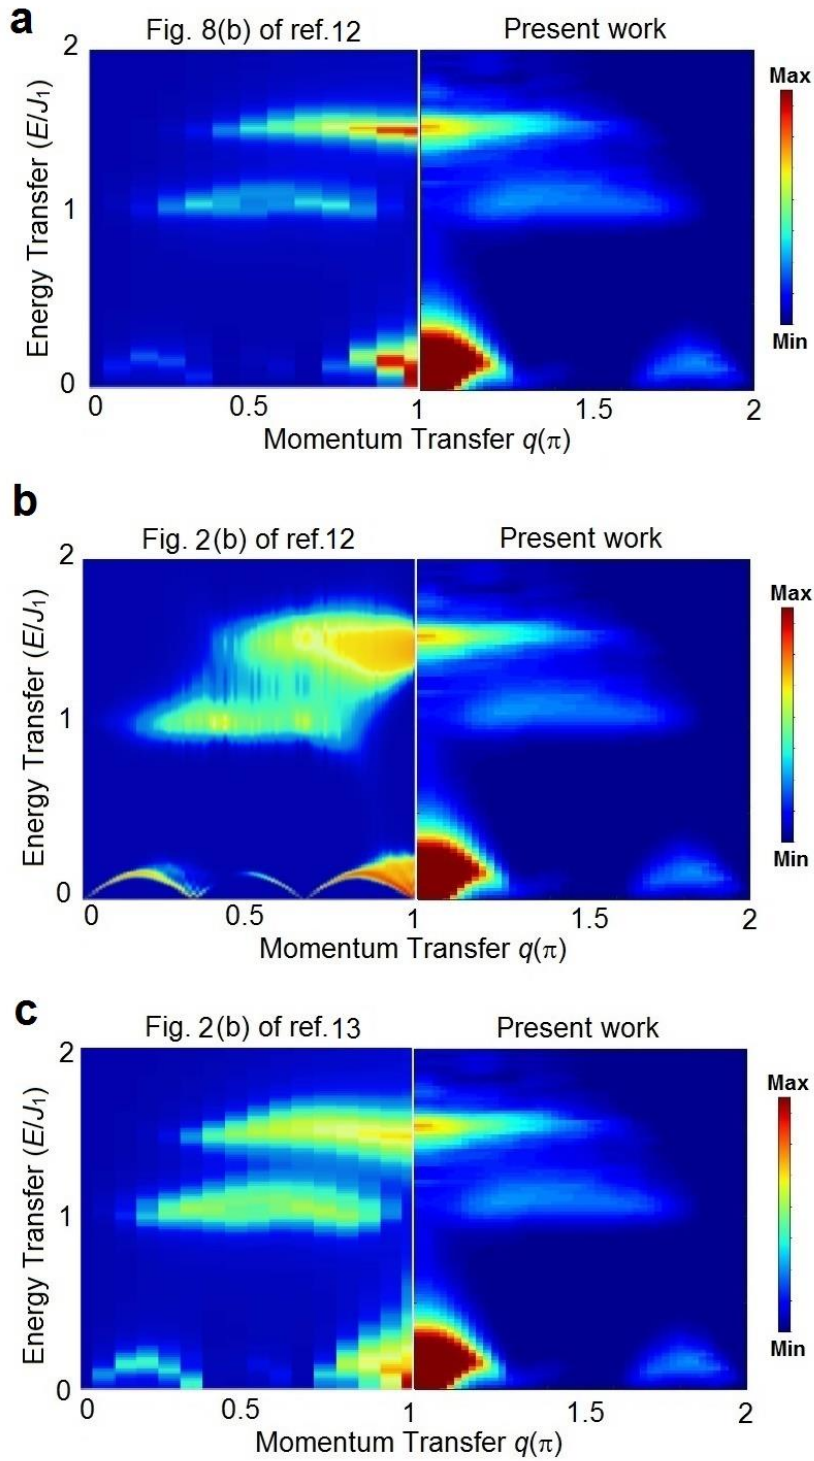 a
Fig. 8(b) of ref.12 Present work
2
Max
Energy Transfer (E/J₁)
1
Min
0
0 0.5 1 1.5 2
Momentum Transfer q(π)
b
Fig. 2(b) of ref.12 Present work
2
Max
Energy Transfer (E/J₁)
1
Min
0
0 0.5 1 1.5 2
Momentum Transfer q(π)
c
Fig. 2(b) of ref.13 Present work
2
Max
Energy Transfer (E/J₁)
1
Min
0
0 0.5 1 1.5 2
Momentum Transfer q(π)